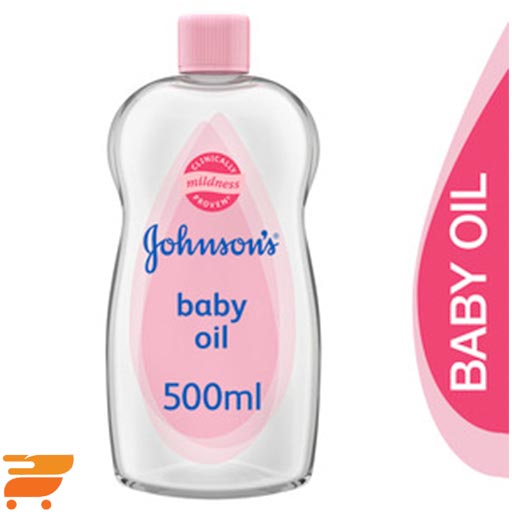 CLINICALLY
mildness
PROVEN®
Johnson's®
baby
oil
500ml
BABY OIL